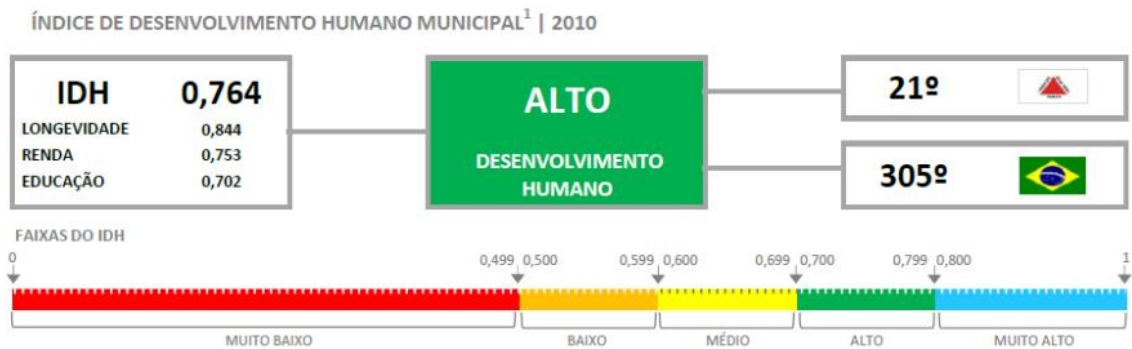 ÍNDICE DE DESENVOLVIMENTO HUMANO MUNICIPAL¹ | 2010
IDH 0,764
LONGEVIDADE 0,844
RENDA 0,753
EDUCAÇÃO 0,702
ALTO
DESENVOLVIMENTO
HUMANO
21º
305º
FAIXAS DO IDH
0 0,499 0,500 0,599 0,600 0,699 0,700 0,799 0,800 1
MUITO BAIXO BAIXO MÉDIO ALTO MUITO ALTO